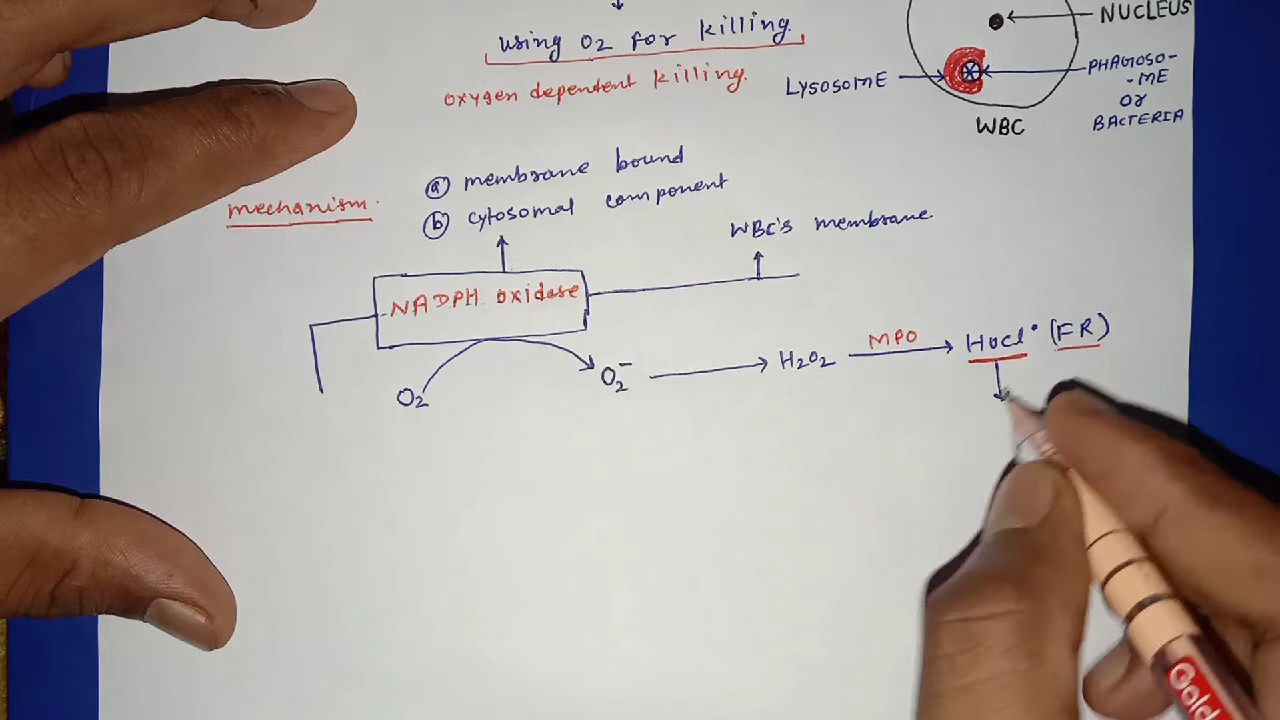 using O2 for killing.
oxygen dependent killing.
NUCLEUS
LYSOSOME
PHAGOSO-
-ME
or
BACTERIA
WBC
mechanism.
(a) membrane bound
(b) cytosomal component
WBC's membrane
NADPH oxidase
O2
O2⁻
H2O2
MPO
HOCl• (FR)
Gold